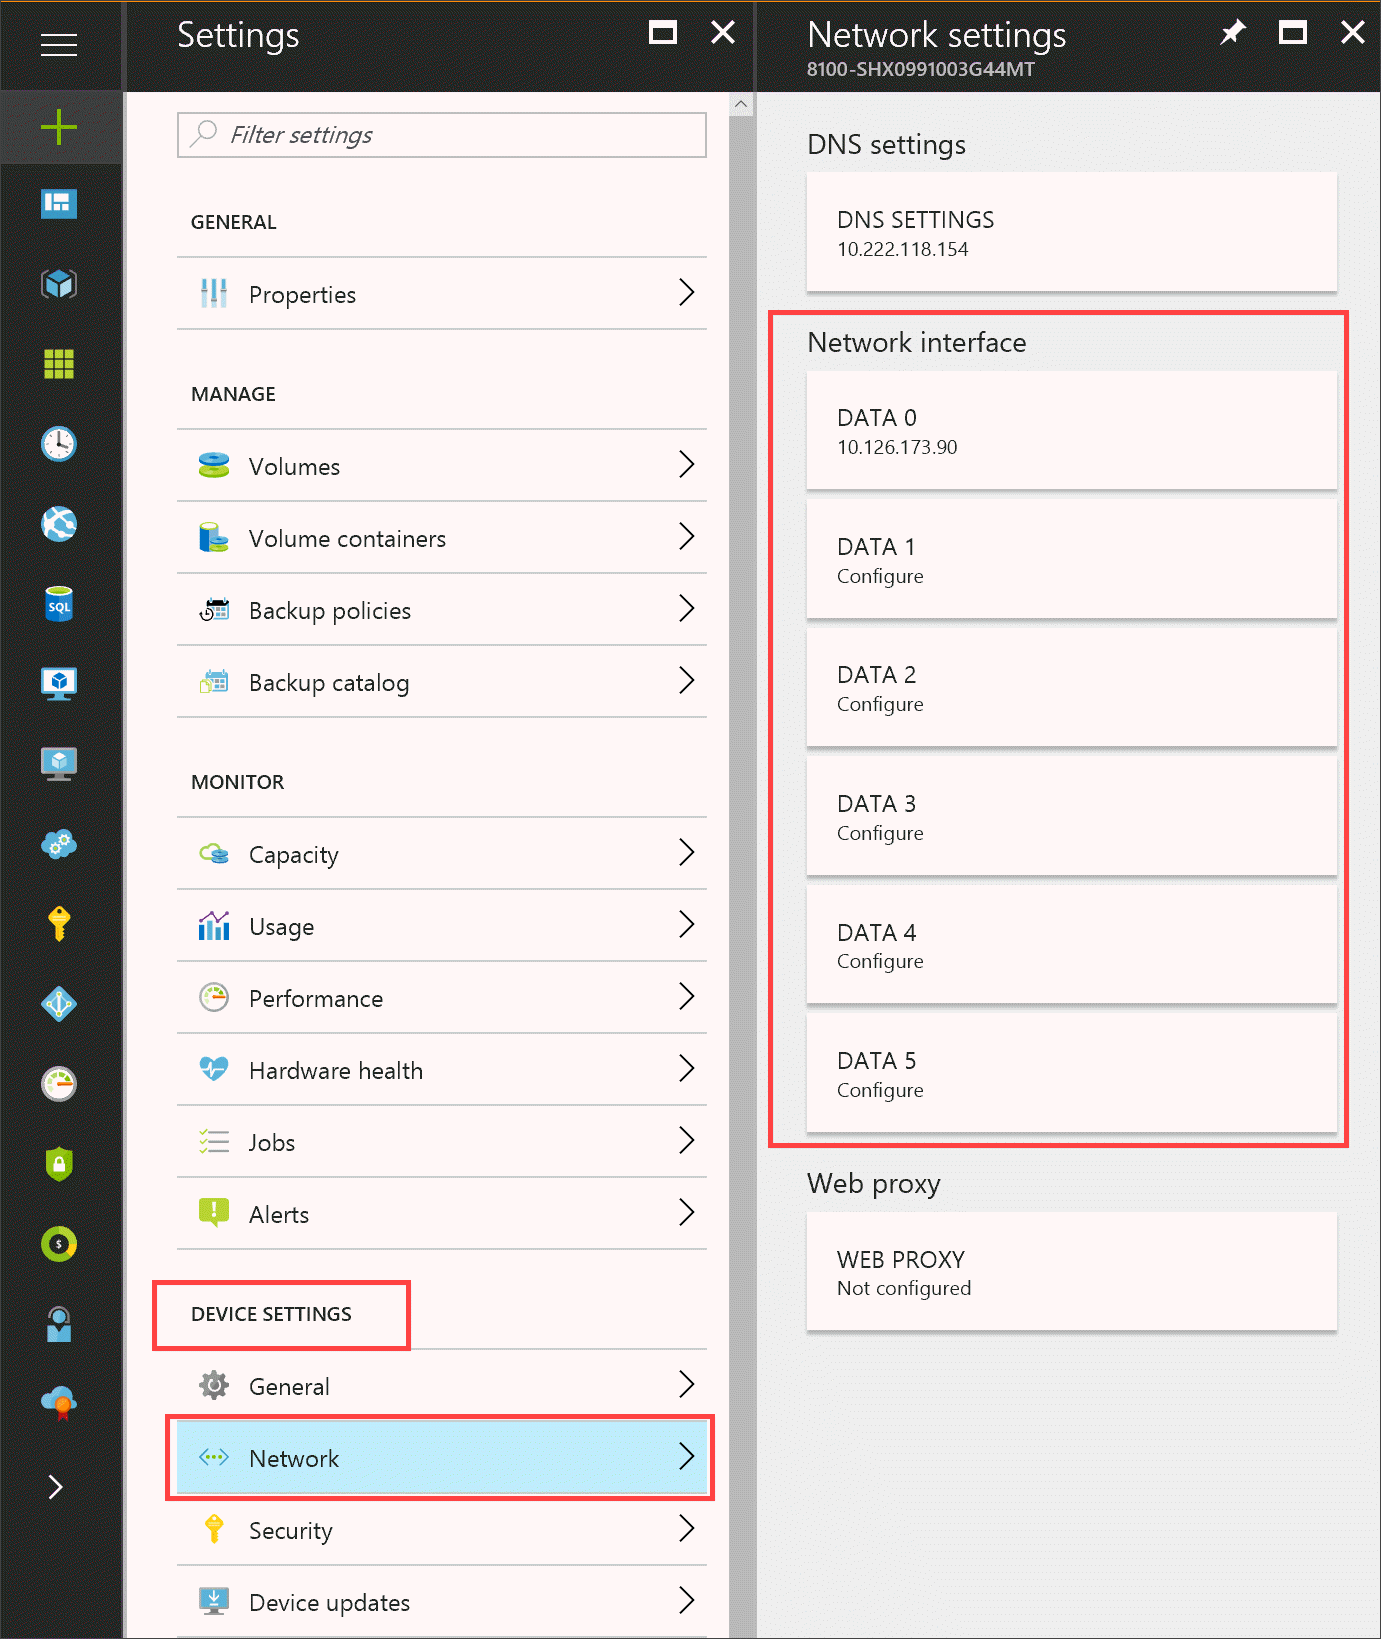 Settings
Filter settings
GENERAL
Properties
MANAGE
Volumes
Volume containers
Backup policies
Backup catalog
MONITOR
Capacity
Usage
Performance
Hardware health
Jobs
Alerts
DEVICE SETTINGS
General
Network
Security
Device updates
Network settings
8100-SHX0991003G44MT
DNS settings
DNS SETTINGS
10.222.118.154
Network interface
DATA 0
10.126.173.90
DATA 1
Configure
DATA 2
Configure
DATA 3
Configure
DATA 4
Configure
DATA 5
Configure
Web proxy
WEB PROXY
Not configured
SQL
$